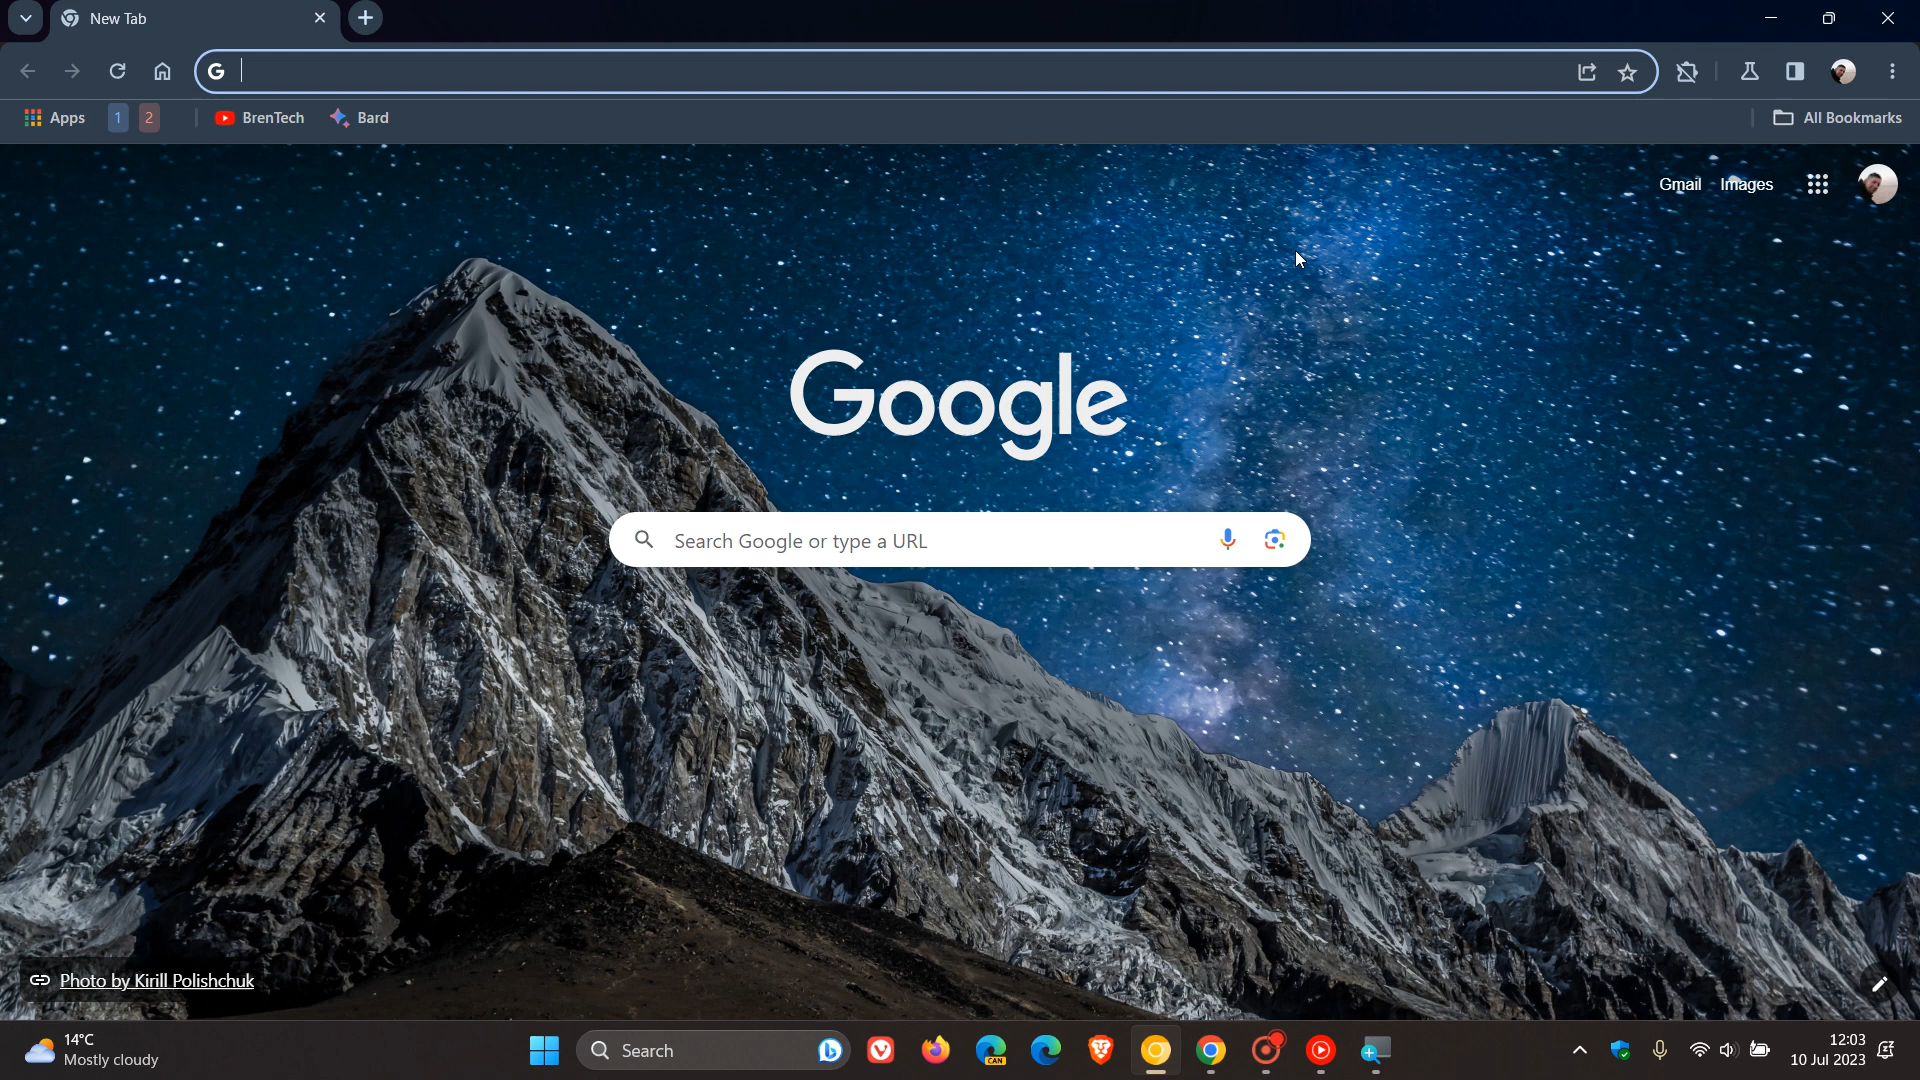 New Tab
Apps 1 2 BrenTech Bard All Bookmarks
Gmail Images
Google
Search Google or type a URL
Photo by Kirill Polishchuk
14°C
Mostly cloudy
Search
CAN
12:03
10 Jul 2023